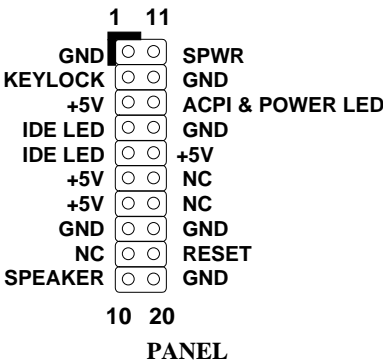 1 11
GND SPWR
KEYLOCK GND
+5V ACPI & POWER LED
IDE LED GND
IDE LED +5V
+5V NC
+5V NC
GND GND
NC RESET
SPEAKER GND
10 20
PANEL